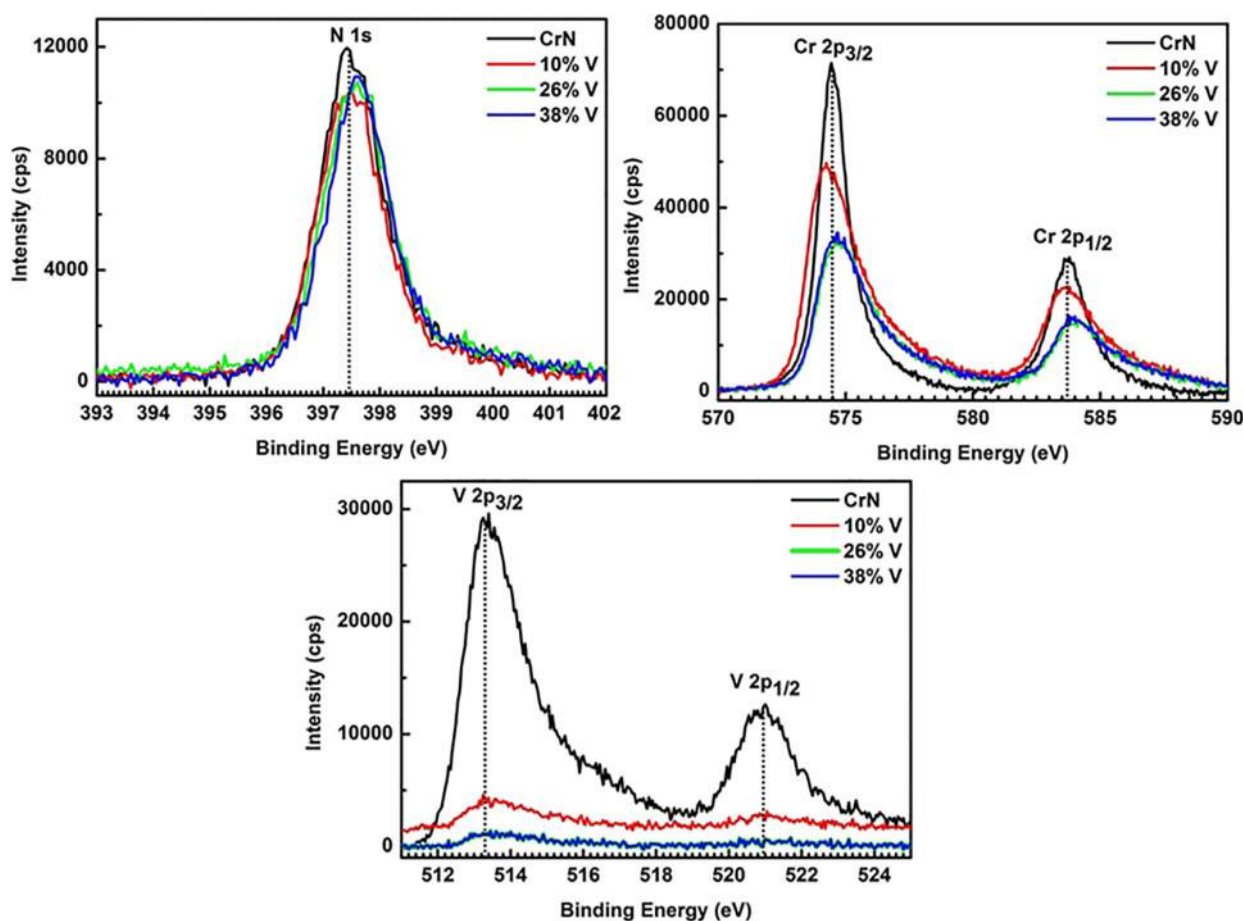 N 1s
CrN
10% V
26% V
38% V
Intensity (cps)
12000
8000
4000
0
393 394 395 396 397 398 399 400 401 402
Binding Energy (eV)
Cr 2p3/2
Cr 2p1/2
CrN
10% V
26% V
38% V
Intensity (cps)
80000
60000
40000
20000
0
570 575 580 585 590
Binding Energy (eV)
V 2p3/2
V 2p1/2
CrN
10% V
26% V
38% V
Intensity (cps)
30000
20000
10000
0
512 514 516 518 520 522 524
Binding Energy (eV)